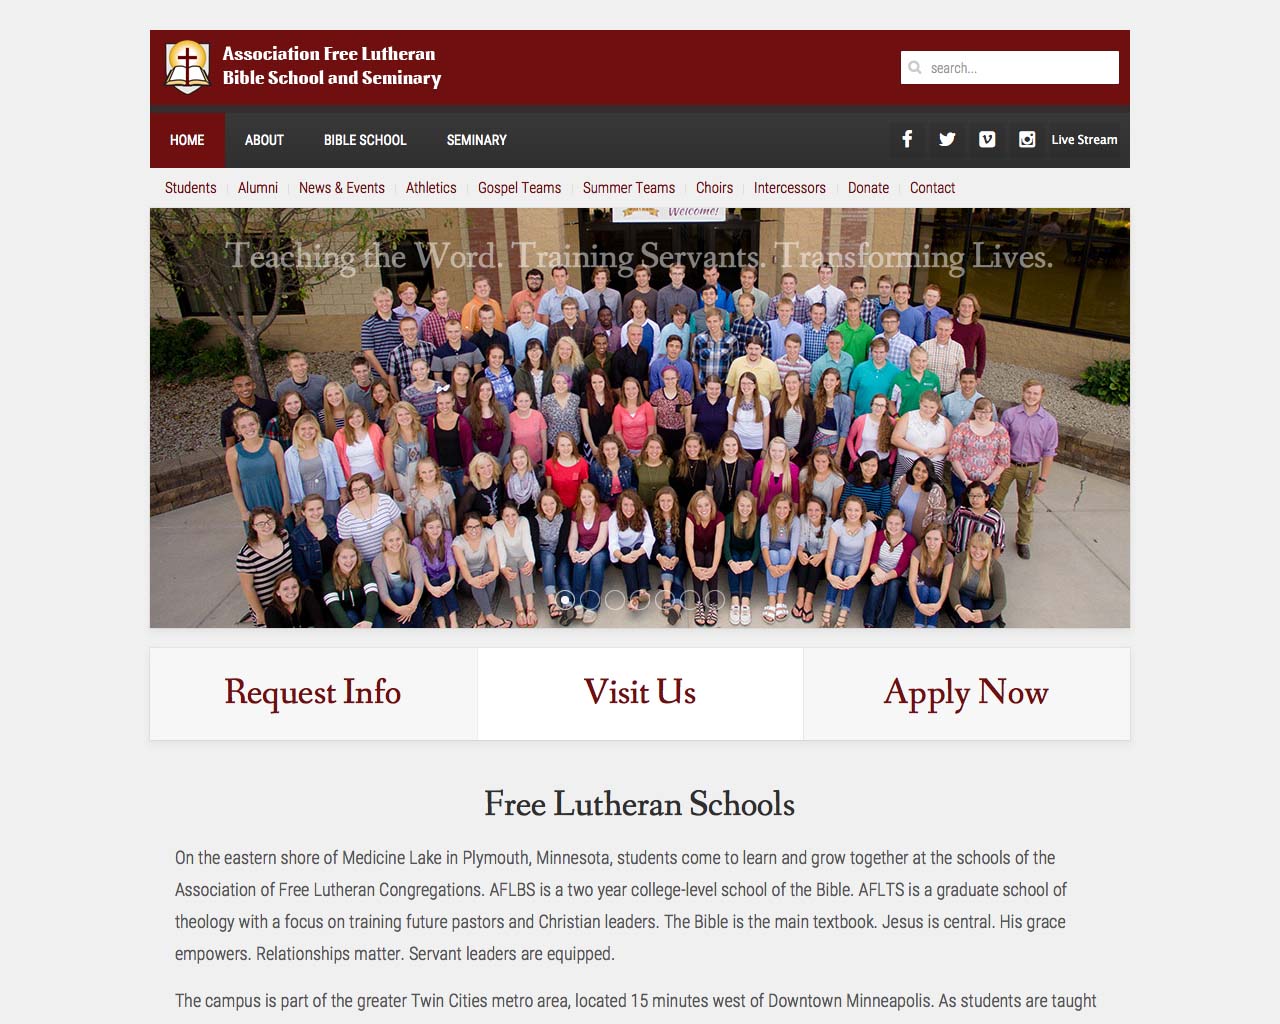 Association Free Lutheran
Bible School and Seminary
search...
HOME ABOUT BIBLE SCHOOL SEMINARY Live Stream
Students Alumni News & Events Athletics Gospel Teams Summer Teams Choirs Intercessors Donate Contact
Welcome!
Teaching the Word. Training Servants. Transforming Lives.
Request Info Visit Us Apply Now
Free Lutheran Schools
On the eastern shore of Medicine Lake in Plymouth, Minnesota, students come to learn and grow together at the schools of the
Association of Free Lutheran Congregations. AFLBS is a two year college-level school of the Bible. AFLTS is a graduate school of
theology with a focus on training future pastors and Christian leaders. The Bible is the main textbook. Jesus is central. His grace
empowers. Relationships matter. Servant leaders are equipped.
The campus is part of the greater Twin Cities metro area, located 15 minutes west of Downtown Minneapolis. As students are taught